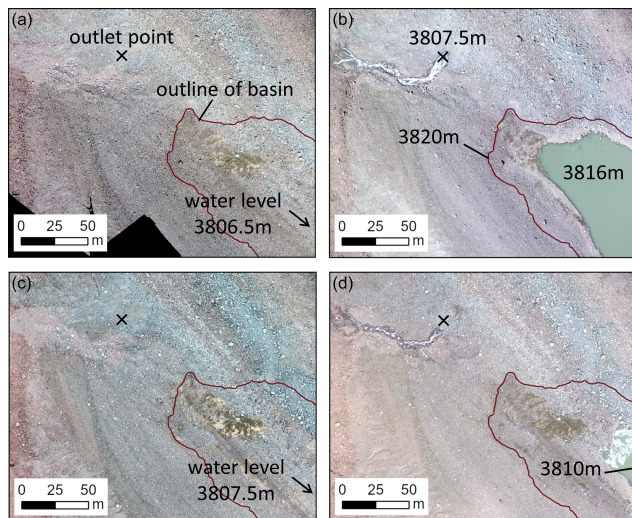 (a)
outlet point
outline of basin
water level
3806.5m
0 25 50
m
(b)
3807.5m
3820m
3816m
0 25 50
m
(c)
water level
3807.5m
0 25 50
m
(d)
3810m
0 25 50
m